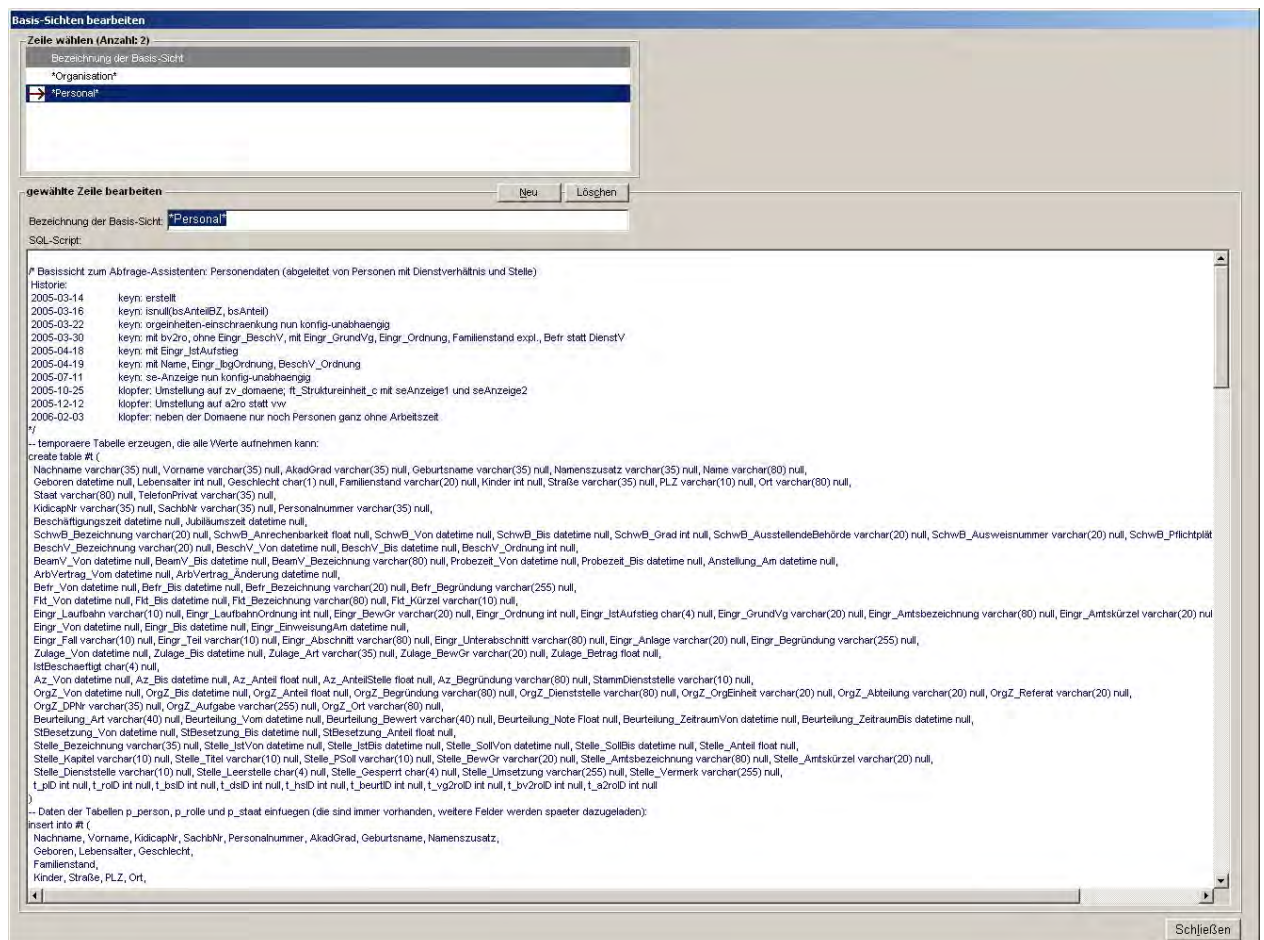 Basis-Sichten bearbeiten
Zeile wählen (Anzahl: 2)
Bezeichnung der Basis-Sicht
*Organisation*
*Personal*
gewählte Zeile bearbeiten
Neu
Löschen
Bezeichnung der Basis-Sicht: *Personal*
SQL-Script:
/* Basissicht zum Abfrage-Assistenten: Personendaten (abgeleitet von Personen mit Dienstverhältnis und Stelle)
Historie:
2005-03-14 keyn: erstellt
2005-03-16 keyn: isnull(bsAnteilBZ, bsAnteil)
2005-03-22 keyn: orgeinheiten-einschraenkung nun konfig-unabhaengig
2005-03-30 keyn: mit bv2ro, ohne Eingr_BeschV, mit Eingr_GrundVg, Eingr_Ordnung, Familienstand expl., Befr statt DienstV
2005-04-18 keyn: mit Eingr_IstAufstieg
2005-04-19 keyn: mit Name, Eingr_lbgOrdnung, BeschV_Ordnung
2005-07-11 keyn: se-Anzeige nun konfig-unabhaengig
2005-10-25 klopfer: Umstellung auf zv_domaene; ft_Struktureinheit_c mit seAnzeige1 und seAnzeige2
2005-12-12 klopfer: Umstellung auf a2ro statt vw
2006-02-03 klopfer: neben der Domaene nur noch Personen ganz ohne Arbeitszeit
*/
-- temporaere Tabelle erzeugen, die alle Werte aufnehmen kann:
create table #t (
Nachname varchar(35) null, Vorname varchar(35) null, AkadGrad varchar(35) null, Geburtsname varchar(35) null, Namenszusatz varchar(35) null, Name varchar(80) null,
Geboren datetime null, Lebensalter int null, Geschlecht char(1) null, Familienstand varchar(20) null, Kinder int null, Straße varchar(35) null, PLZ varchar(10) null, Ort varchar(80) null,
Staat varchar(80) null, TelefonPrivat varchar(35) null,
KidicapNr varchar(35) null, SachbNr varchar(35) null, Personalnummer varchar(35) null,
Beschäftigungszeit datetime null, Jubiläumszeit datetime null,
SchwB_Bezeichnung varchar(20) null, SchwB_Anrechenbarkeit float null, SchwB_Von datetime null, SchwB_Bis datetime null, SchwB_Grad int null, SchwB_AusstellendeBehörde varchar(20) null, SchwB_Ausweisnummer varchar(20) null, SchwB_Pflichtplät
BeschV_Bezeichnung varchar(20) null, BeschV_Von datetime null, BeschV_Bis datetime null, BeschV_Ordnung int null,
BeamV_Von datetime null, BeamV_Bis datetime null, BeamV_Bezeichnung varchar(80) null, Probezeit_Von datetime null, Probezeit_Bis datetime null, Anstellung_Am datetime null,
ArbVertrag_Vom datetime null, ArbVertrag_Änderung datetime null,
Befr_Von datetime null, Befr_Bis datetime null, Befr_Bezeichnung varchar(20) null, Befr_Begründung varchar(255) null,
Fkt_Von datetime null, Fkt_Bis datetime null, Fkt_Bezeichnung varchar(80) null, Fkt_Kürzel varchar(10) null,
Eingr_Laufbahn varchar(10) null, Eingr_LaufbahnOrdnung int null, Eingr_BewGr varchar(20) null, Eingr_Ordnung int null, Eingr_IstAufstieg char(4) null, Eingr_GrundVg varchar(20) null, Eingr_Amtsbezeichnung varchar(80) null, Eingr_Amtskürzel varchar(20) nul
Eingr_Von datetime null, Eingr_Bis datetime null, Eingr_EinweisungAm datetime null,
Eingr_Fall varchar(10) null, Eingr_Teil varchar(10) null, Eingr_Abschnitt varchar(80) null, Eingr_Unterabschnitt varchar(80) null, Eingr_Anlage varchar(20) null, Eingr_Begründung varchar(255) null,
Zulage_Von datetime null, Zulage_Bis datetime null, Zulage_Art varchar(35) null, Zulage_BewGr varchar(20) null, Zulage_Betrag float null,
IstBeschaeftigt char(4) null,
Az_Von datetime null, Az_Bis datetime null, Az_Anteil float null, Az_AnteilStelle float null, Az_Begründung varchar(80) null, StammDienststelle varchar(10) null,
OrgZ_Von datetime null, OrgZ_Bis datetime null, OrgZ_Anteil float null, OrgZ_Begründung varchar(80) null, OrgZ_Dienststelle varchar(80) null, OrgZ_OrgEinheit varchar(20) null, OrgZ_Abteilung varchar(20) null, OrgZ_Referat varchar(20) null,
OrgZ_DPNr varchar(35) null, OrgZ_Aufgabe varchar(255) null, OrgZ_Ort varchar(80) null,
Beurteilung_Art varchar(40) null, Beurteilung_Vom datetime null, Beurteilung_Bewert varchar(40) null, Beurteilung_Note Float null, Beurteilung_ZeitraumVon datetime null, Beurteilung_ZeitraumBis datetime null,
StBesetzung_Von datetime null, StBesetzung_Bis datetime null, StBesetzung_Anteil float null,
Stelle_Bezeichnung varchar(35) null, Stelle_IstVon datetime null, Stelle_IstBis datetime null, Stelle_SollVon datetime null, Stelle_SollBis datetime null, Stelle_Anteil float null,
Stelle_Kapitel varchar(10) null, Stelle_Titel varchar(10) null, Stelle_PSoll varchar(10) null, Stelle_BewGr varchar(20) null, Stelle_Amtsbezeichnung varchar(80) null, Stelle_Amtskürzel varchar(20) null,
Stelle_Dienststelle varchar(10) null, Stelle_Leerstelle char(4) null, Stelle_Gesperrt char(4) null, Stelle_Umsetzung varchar(255) null, Stelle_Vermerk varchar(255) null,
t_pID int null, t_roID int null, t_bsID int null, t_dsID int null, t_hsID int null, t_beurtID int null, t_vg2roID int null, t_bv2roID int null, t_a2roID int null
)
-- Daten der Tabellen p_person, p_rolle und p_staat einfuegen (die sind immer vorhanden, weitere Felder werden spaeter dazugeladen):
insert into #t (
Nachname, Vorname, KidicapNr, SachbNr, Personalnummer, AkadGrad, Geburtsname, Namenszusatz,
Geboren, Lebensalter, Geschlecht,
Familienstand,
Kinder, Straße, PLZ, Ort,
Schließen